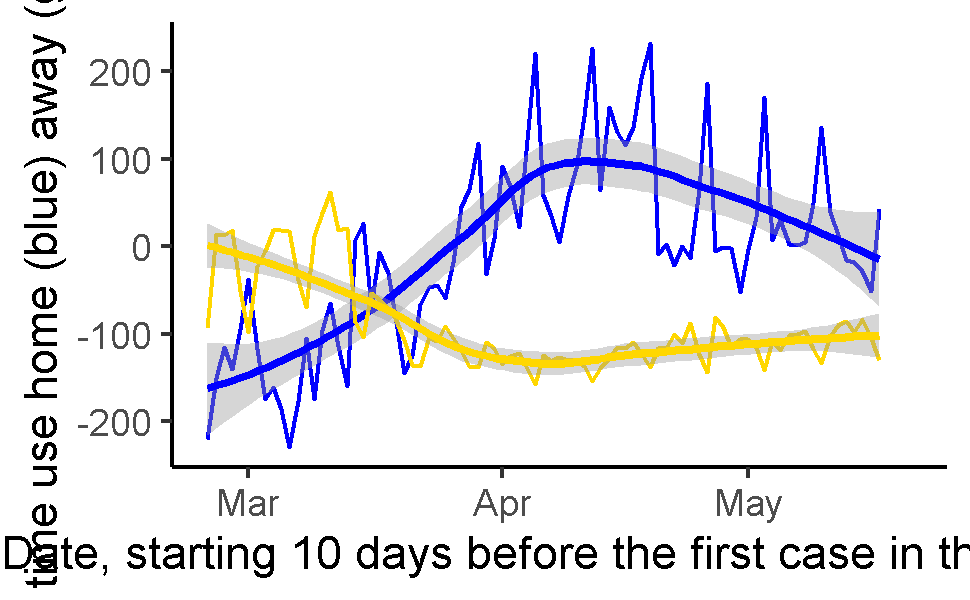 time use home (blue) away (
200
100
0
-100
-200
Mar Apr May
Date, starting 10 days before the first case in th